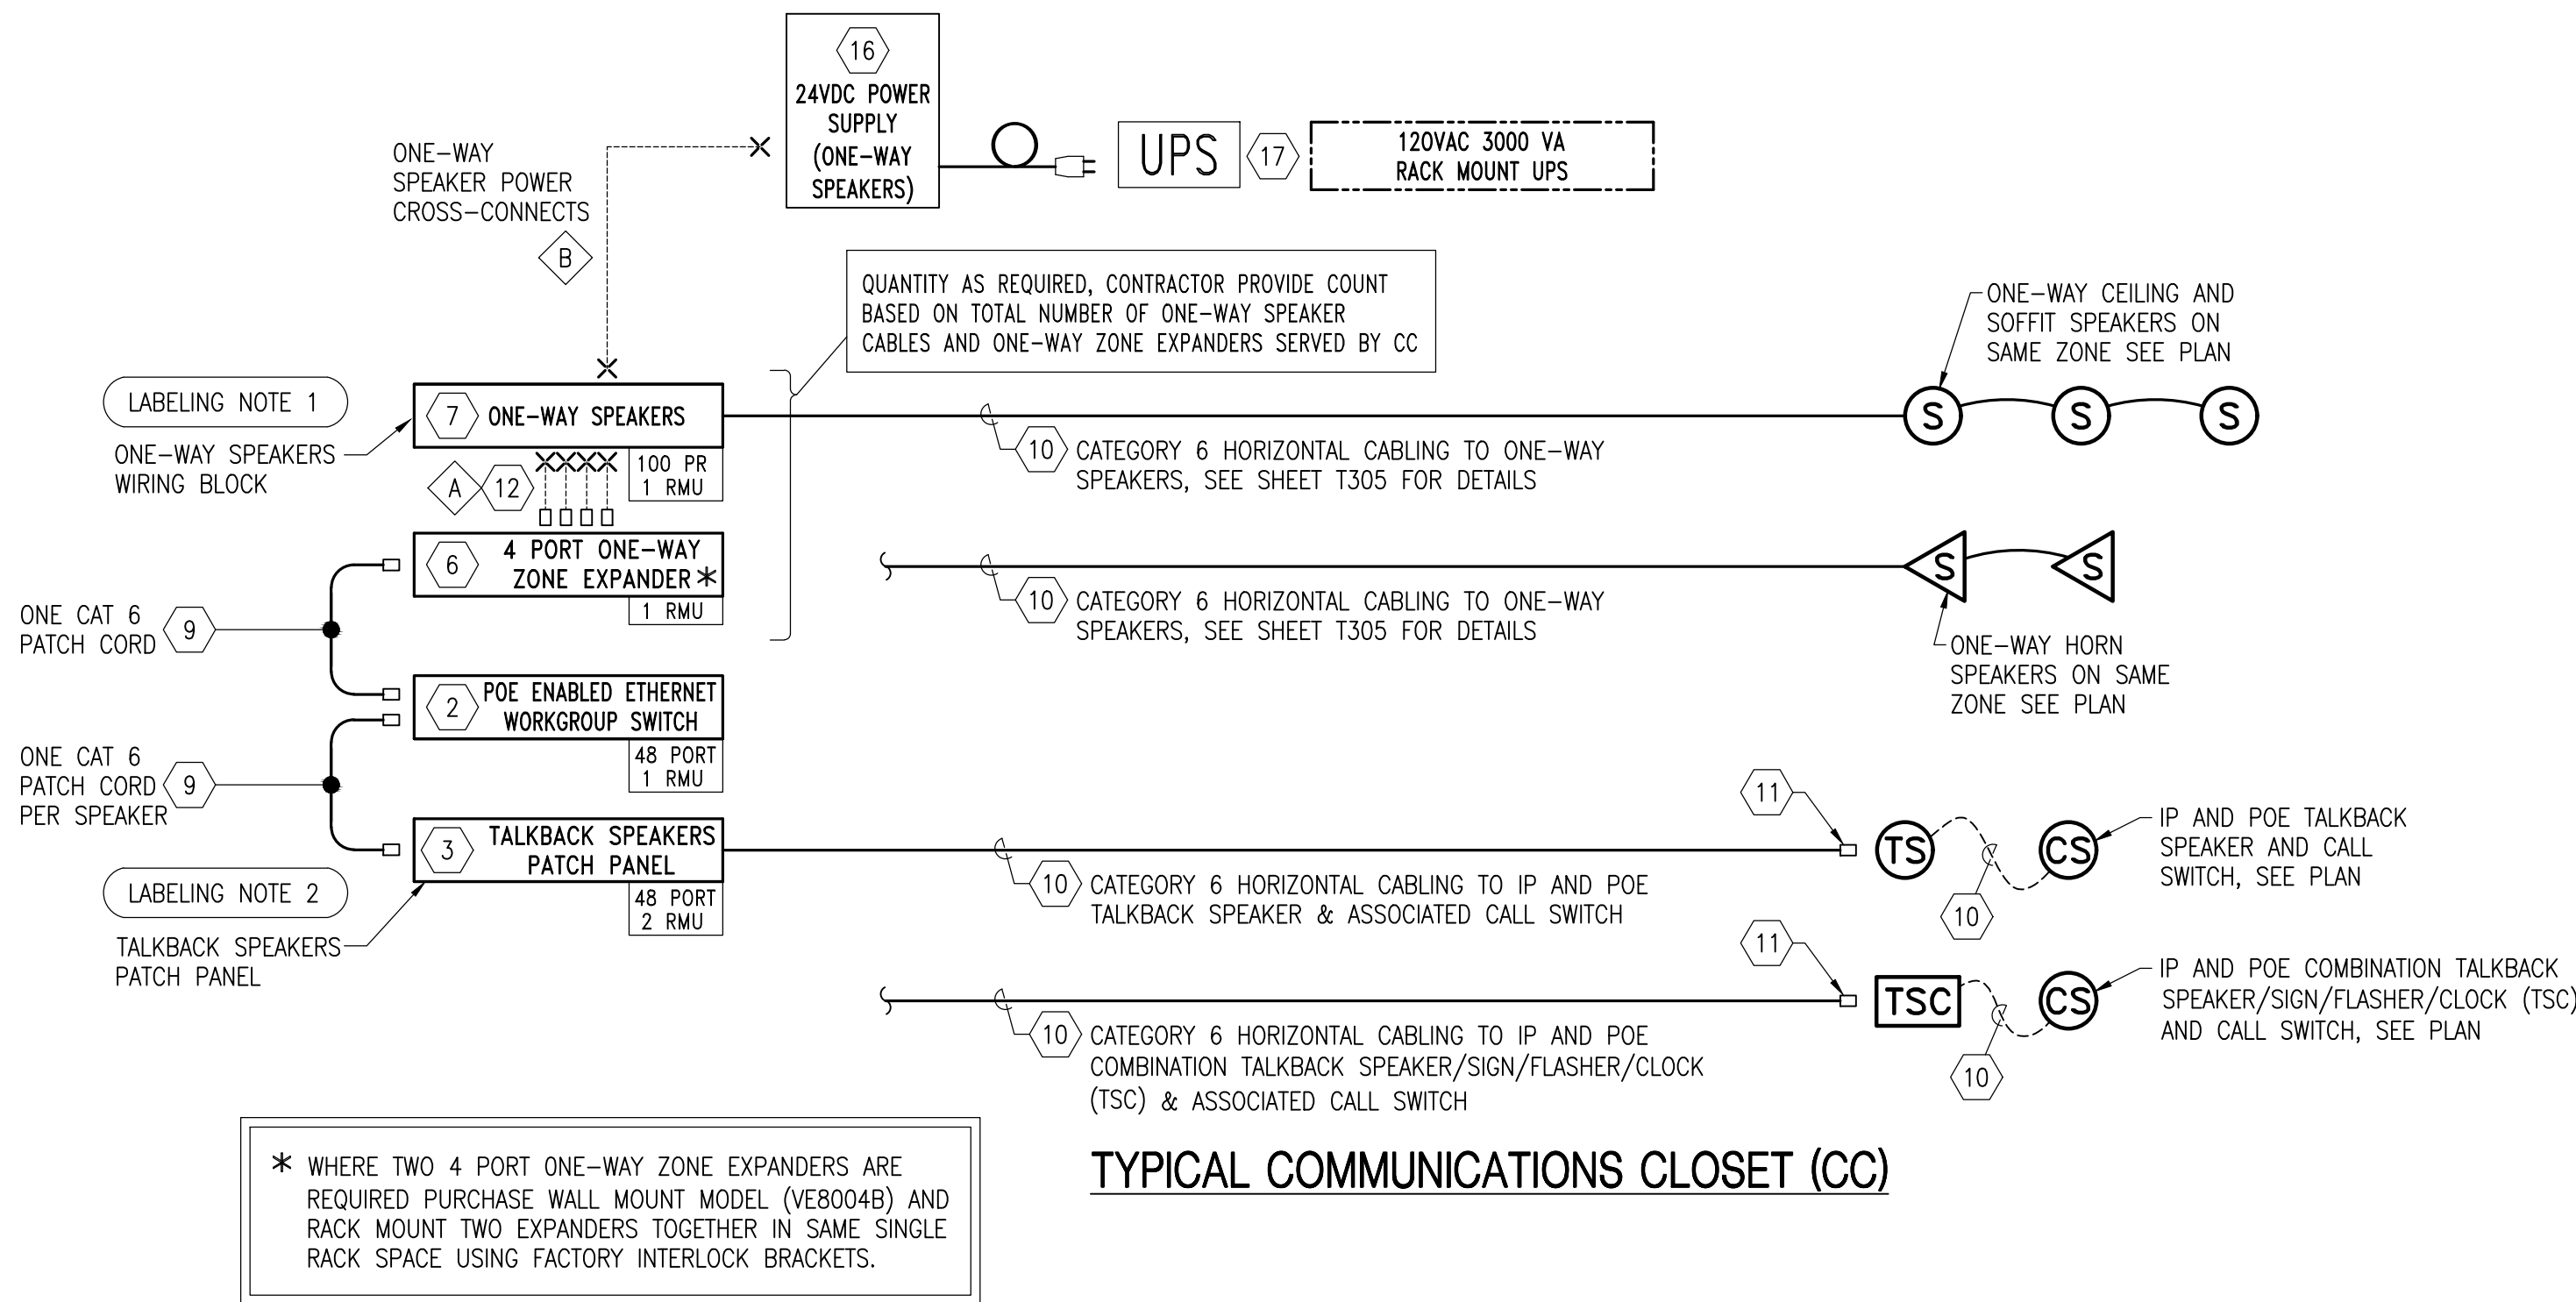 16
24VDC POWER
SUPPLY
(ONE-WAY
SPEAKERS)
UPS
17
120VAC 3000 VA
RACK MOUNT UPS
ONE-WAY
SPEAKER POWER
CROSS-CONNECTS
B
QUANTITY AS REQUIRED, CONTRACTOR PROVIDE COUNT
BASED ON TOTAL NUMBER OF ONE-WAY SPEAKER
CABLES AND ONE-WAY ZONE EXPANDERS SERVED BY CC
ONE-WAY CEILING AND
SOFFIT SPEAKERS ON
SAME ZONE SEE PLAN
LABELING NOTE 1
ONE-WAY SPEAKERS
WIRING BLOCK
7 ONE-WAY SPEAKERS
100 PR
1 RMU
A 12
10 CATEGORY 6 HORIZONTAL CABLING TO ONE-WAY
SPEAKERS, SEE SHEET T305 FOR DETAILS
S S S
6 4 PORT ONE-WAY
ZONE EXPANDER*
1 RMU
10 CATEGORY 6 HORIZONTAL CABLING TO ONE-WAY
SPEAKERS, SEE SHEET T305 FOR DETAILS
S S
ONE-WAY HORN
SPEAKERS ON SAME
ZONE SEE PLAN
ONE CAT 6
PATCH CORD
9
2 POE ENABLED ETHERNET
WORKGROUP SWITCH
48 PORT
1 RMU
ONE CAT 6
PATCH CORD
PER SPEAKER
9
3 TALKBACK SPEAKERS
PATCH PANEL
48 PORT
2 RMU
LABELING NOTE 2
TALKBACK SPEAKERS
PATCH PANEL
10 CATEGORY 6 HORIZONTAL CABLING TO IP AND POE
TALKBACK SPEAKER & ASSOCIATED CALL SWITCH
11
TS CS
10
IP AND POE TALKBACK
SPEAKER AND CALL
SWITCH, SEE PLAN
10 CATEGORY 6 HORIZONTAL CABLING TO IP AND POE
COMBINATION TALKBACK SPEAKER/SIGN/FLASHER/CLOCK
(TSC) & ASSOCIATED CALL SWITCH
11
TSC CS
10
IP AND POE COMBINATION TALKBACK
SPEAKER/SIGN/FLASHER/CLOCK (TSC)
AND CALL SWITCH, SEE PLAN
* WHERE TWO 4 PORT ONE-WAY ZONE EXPANDERS ARE
REQUIRED PURCHASE WALL MOUNT MODEL (VE8004B) AND
RACK MOUNT TWO EXPANDERS TOGETHER IN SAME SINGLE
RACK SPACE USING FACTORY INTERLOCK BRACKETS.
TYPICAL COMMUNICATIONS CLOSET (CC)